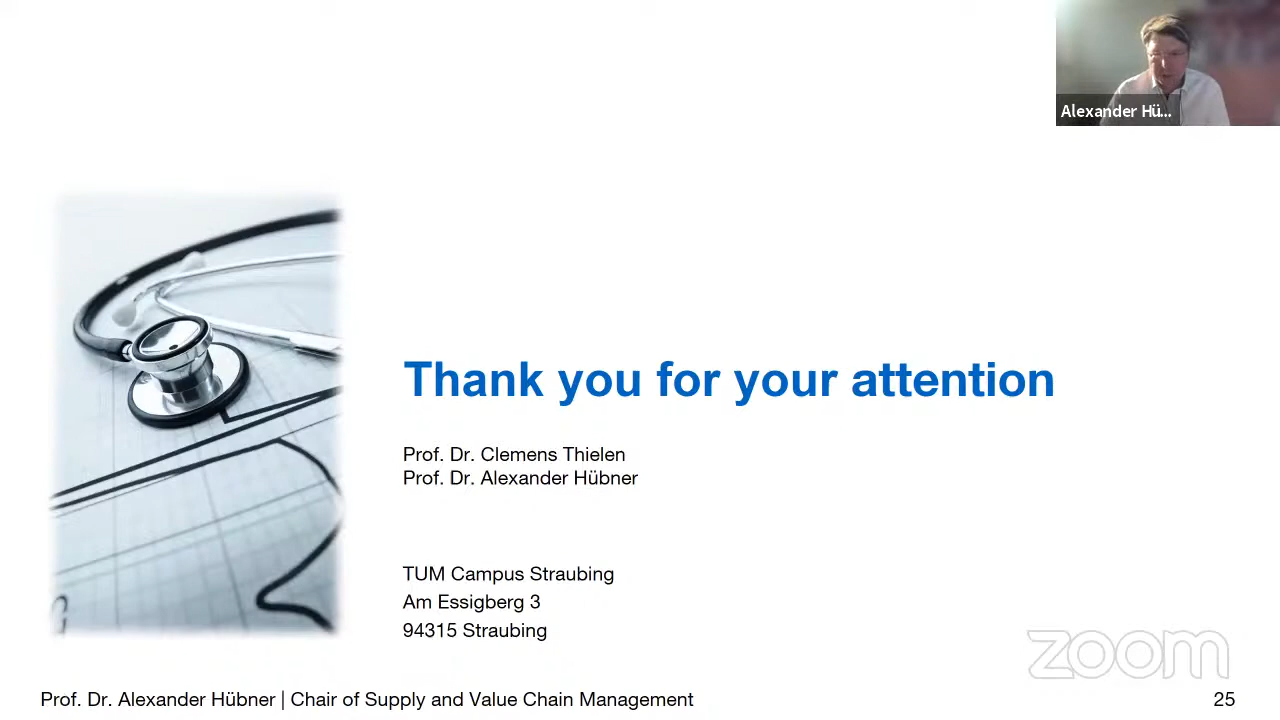 Alexander Hü...
Thank you for your attention
Prof. Dr. Clemens Thielen
Prof. Dr. Alexander Hübner
TUM Campus Straubing
Am Essigberg 3
94315 Straubing
zoom
Prof. Dr. Alexander Hübner | Chair of Supply and Value Chain Management
25